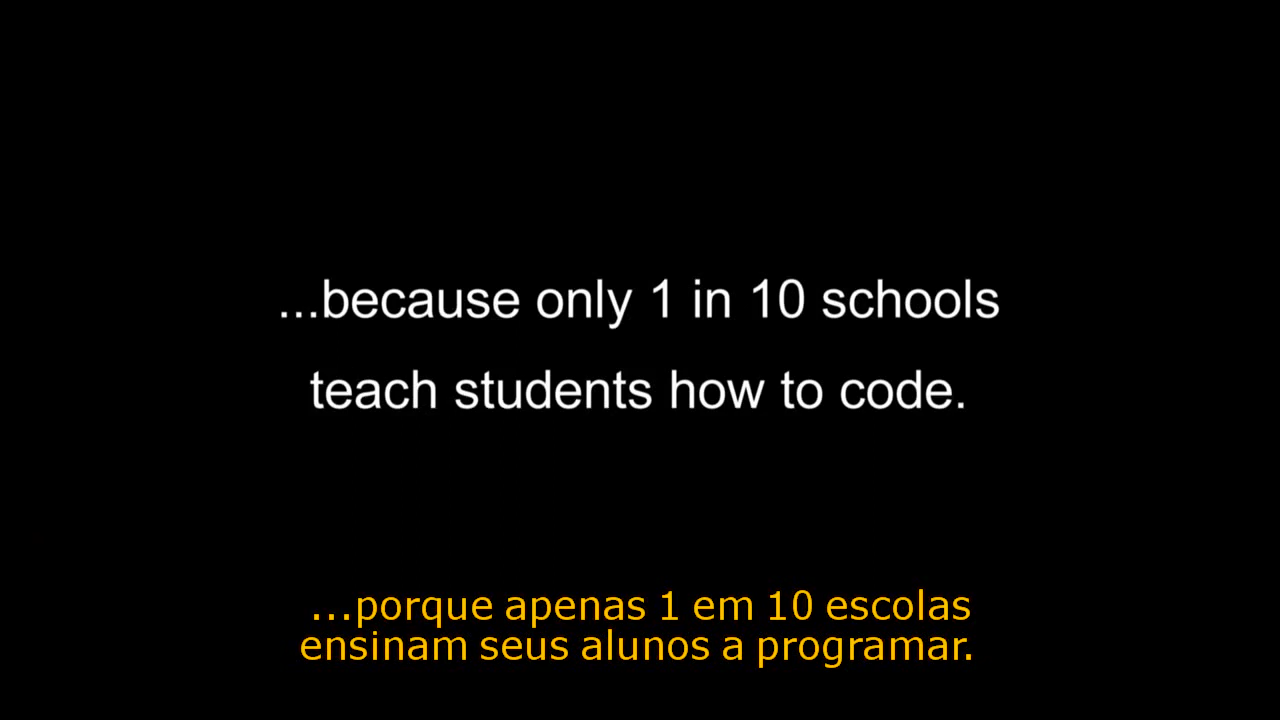 ...because only 1 in 10 schools
teach students how to code.
...porque apenas 1 em 10 escolas
ensinam seus alunos a programar.